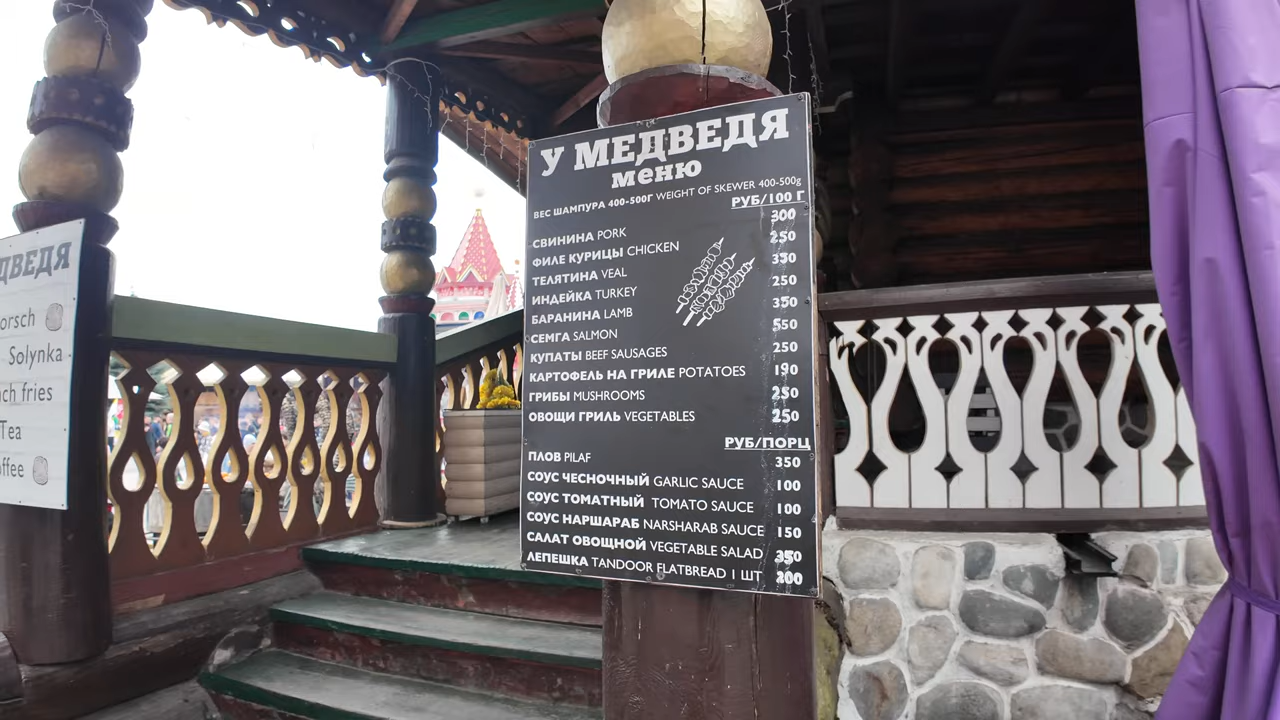 ДВЕДЯ
orsch
Solynka
ch fries
Tea
ffee
У МЕДВЕДЯ
меню
ВЕС ШАМПУРА 400-500Г WEIGHT OF SKEWER 400-500g
РУБ/100 Г
СВИНИНА PORK 300
ФИЛЕ КУРИЦЫ CHICKEN 250
ТЕЛЯТИНА VEAL 350
ИНДЕЙКА TURKEY 250
БАРАНИНА LAMB 350
СЕМГА SALMON 550
КУПАТЫ BEEF SAUSAGES 250
КАРТОФЕЛЬ НА ГРИЛЕ POTATOES 190
ГРИБЫ MUSHROOMS 250
ОВОЩИ ГРИЛЬ VEGETABLES 250
РУБ/ПОРЦ
ПЛОВ PILAF 350
СОУС ЧЕСНОЧНЫЙ GARLIC SAUCE 100
СОУС ТОМАТНЫЙ TOMATO SAUCE 100
СОУС НАРШАРАБ NARSHARAB SAUCE 150
САЛАТ ОВОЩНОЙ VEGETABLE SALAD 350
ЛЕПЕШКА TANDOOR FLATBREAD 1 ШТ 200